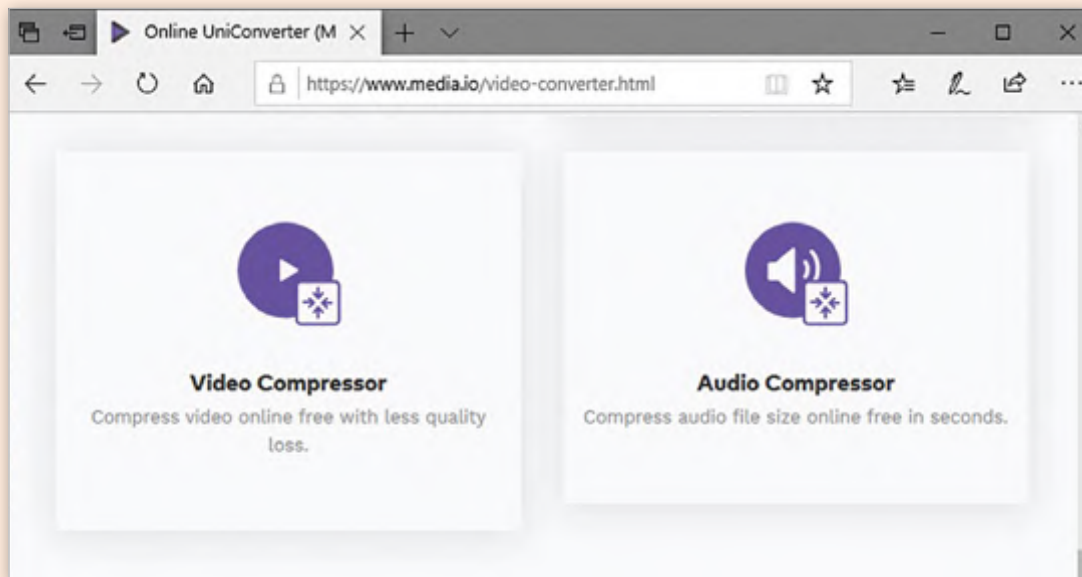 Online UniConverter (M
https://www.media.io/video-converter.html
Video Compressor
Compress video online free with less quality
loss.
Audio Compressor
Compress audio file size online free in seconds.